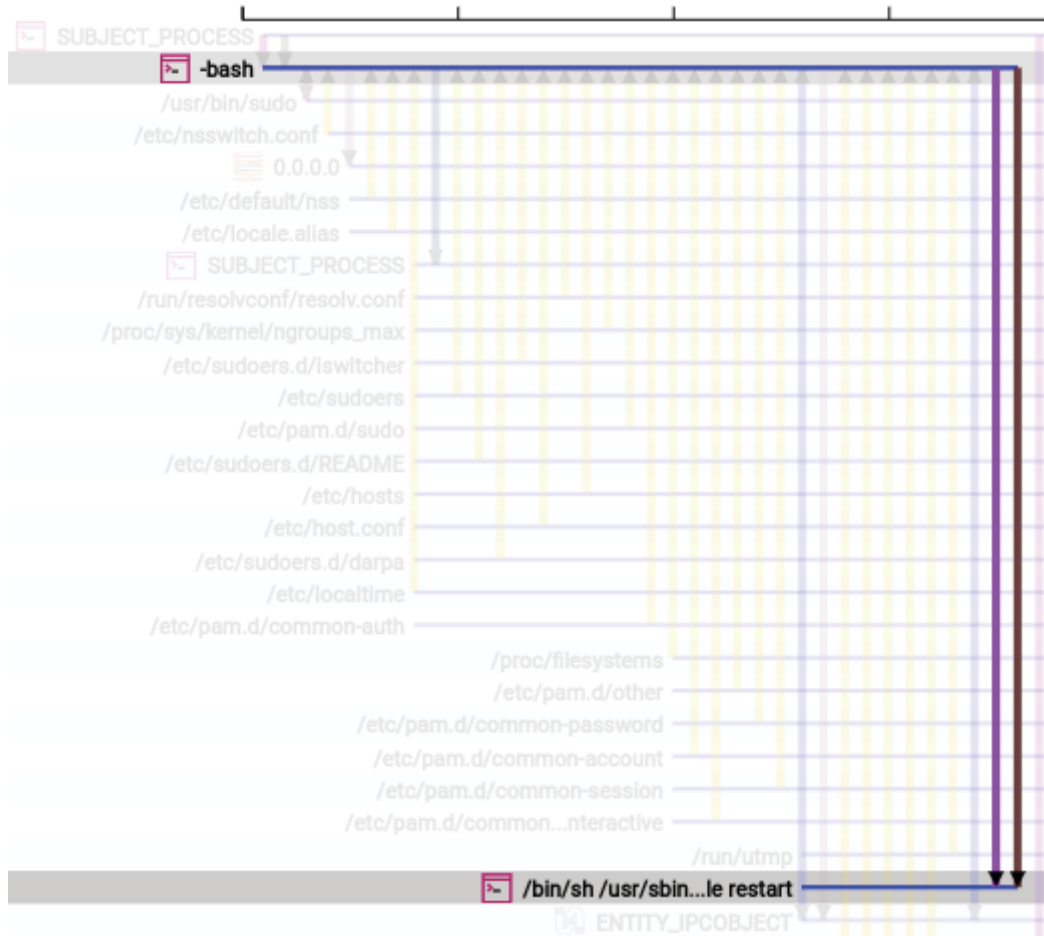 SUBJECT_PROCESS
-bash
/usr/bin/sudo
/etc/nsswitch.conf
0.0.0.0
/etc/default/nss
/etc/locale.alias
SUBJECT_PROCESS
/run/resolvconf/resolv.conf
/proc/sys/kernel/ngroups_max
/etc/sudoers.d/iswitcher
/etc/sudoers
/etc/pam.d/sudo
/etc/sudoers.d/README
/etc/hosts
/etc/host.conf
/etc/sudoers.d/darpa
/etc/localtime
/etc/pam.d/common-auth
/proc/filesystems
/etc/pam.d/other
/etc/pam.d/common-password
/etc/pam.d/common-account
/etc/pam.d/common-session
/etc/pam.d/common...nteractive
/run/utmp
/bin/sh /usr/sbin...le restart
ENTITY_IPCOBJECT